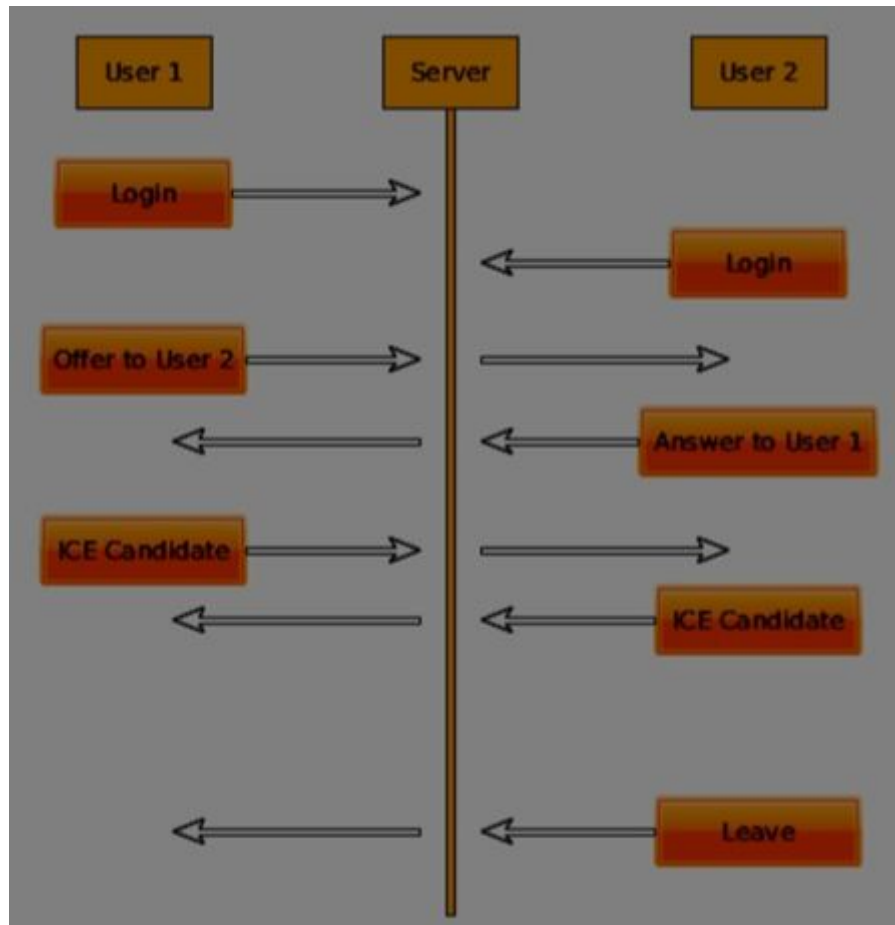 User 1
Server
User 2
Login
Login
Offer to User 2
Answer to User 1
ICE Candidate
ICE Candidate
Leave